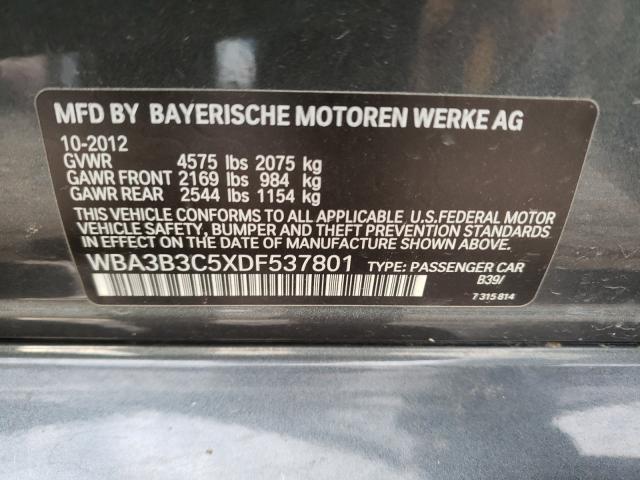 MFD BY BAYERISCHE MOTOREN WERKE AG
10-2012
GVWR 4575 lbs 2075 kg
GAWR FRONT 2169 lbs 984 kg
GAWR REAR 2544 lbs 1154 kg
THIS VEHICLE CONFORMS TO ALL APPLICABLE U.S.FEDERAL MOTOR
VEHICLE SAFETY, BUMPER AND THEFT PREVENTION STANDARDS
IN EFFECT ON THE DATE OF MANUFACTURE SHOWN ABOVE.
WBA3B3C5XDF537801 TYPE: PASSENGER CAR
B39/
7 315 814